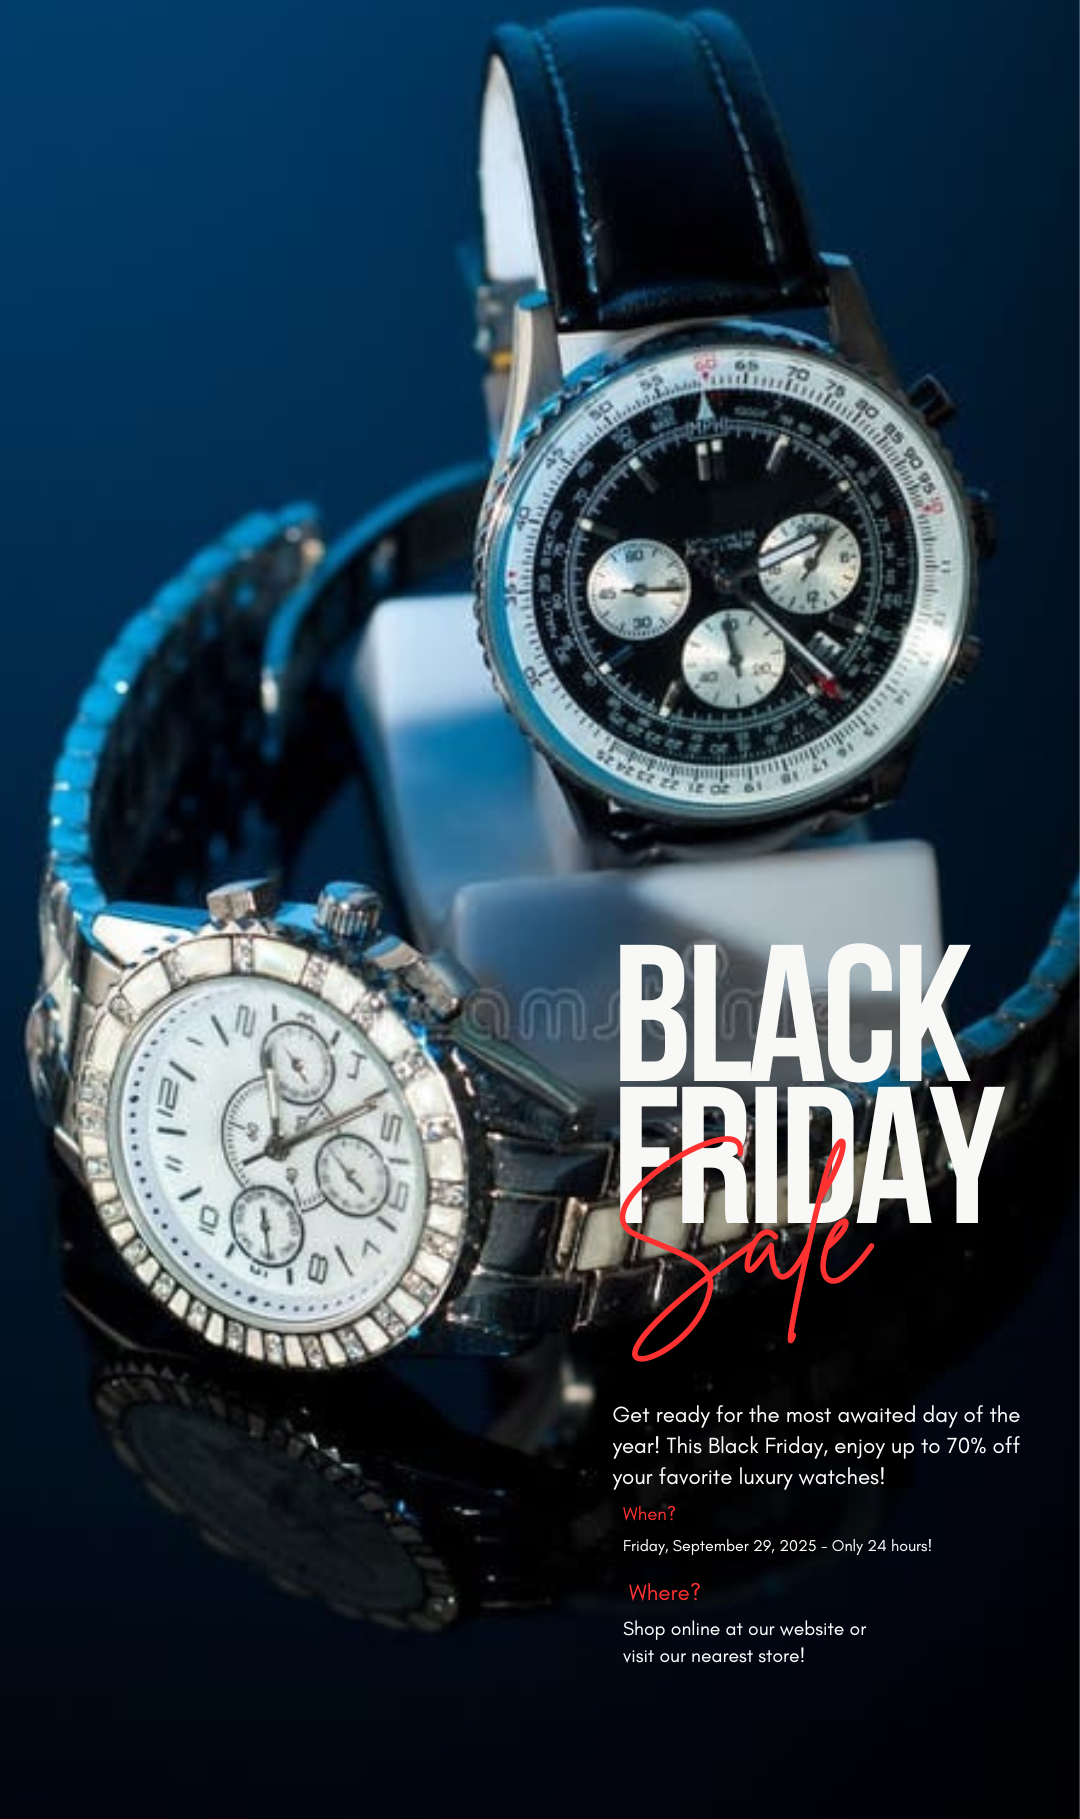 BLACK
FRIDAY
Sale
Get ready for the most awaited day of the
year! This Black Friday, enjoy up to 70% off
your favorite luxury watches!
When?
Friday, September 29, 2025 - Only 24 hours!
Where?
Shop online at our website or
visit our nearest store!